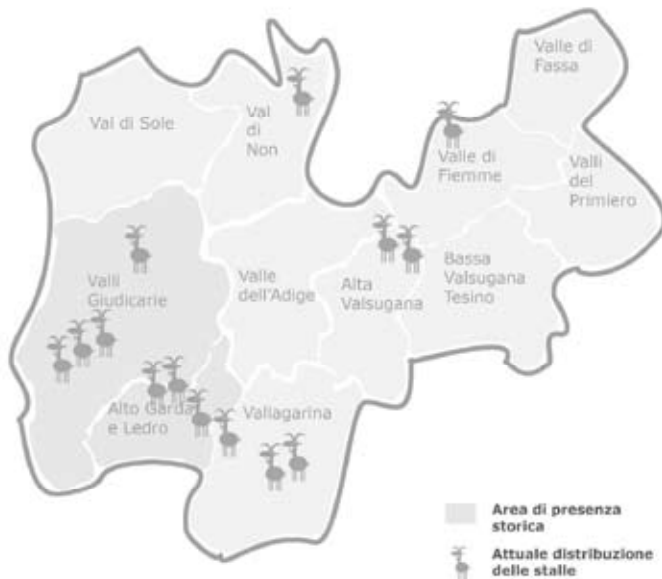 Valle di
Fassa
Val di Sole
Val
di
Non
Valle di
Fiemme
Valli
del
Primiero
Valli
Giudicarie
Valle
dell'Adige
Alta
Valsugana
Bassa
Valsugana
Tesino
Alto Garda
e Ledro
Vallagarina
Area di presenza
storica
Attuale distribuzione
delle stalle